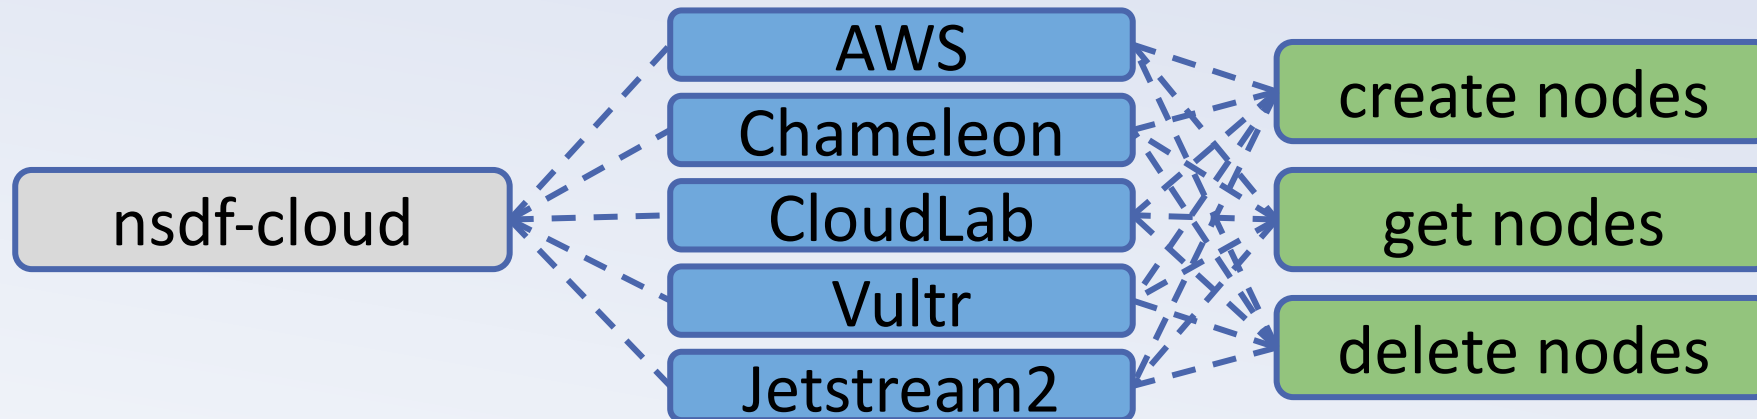 nsdf-cloud
AWS
Chameleon
CloudLab
Vultr
Jetstream2
create nodes
get nodes
delete nodes